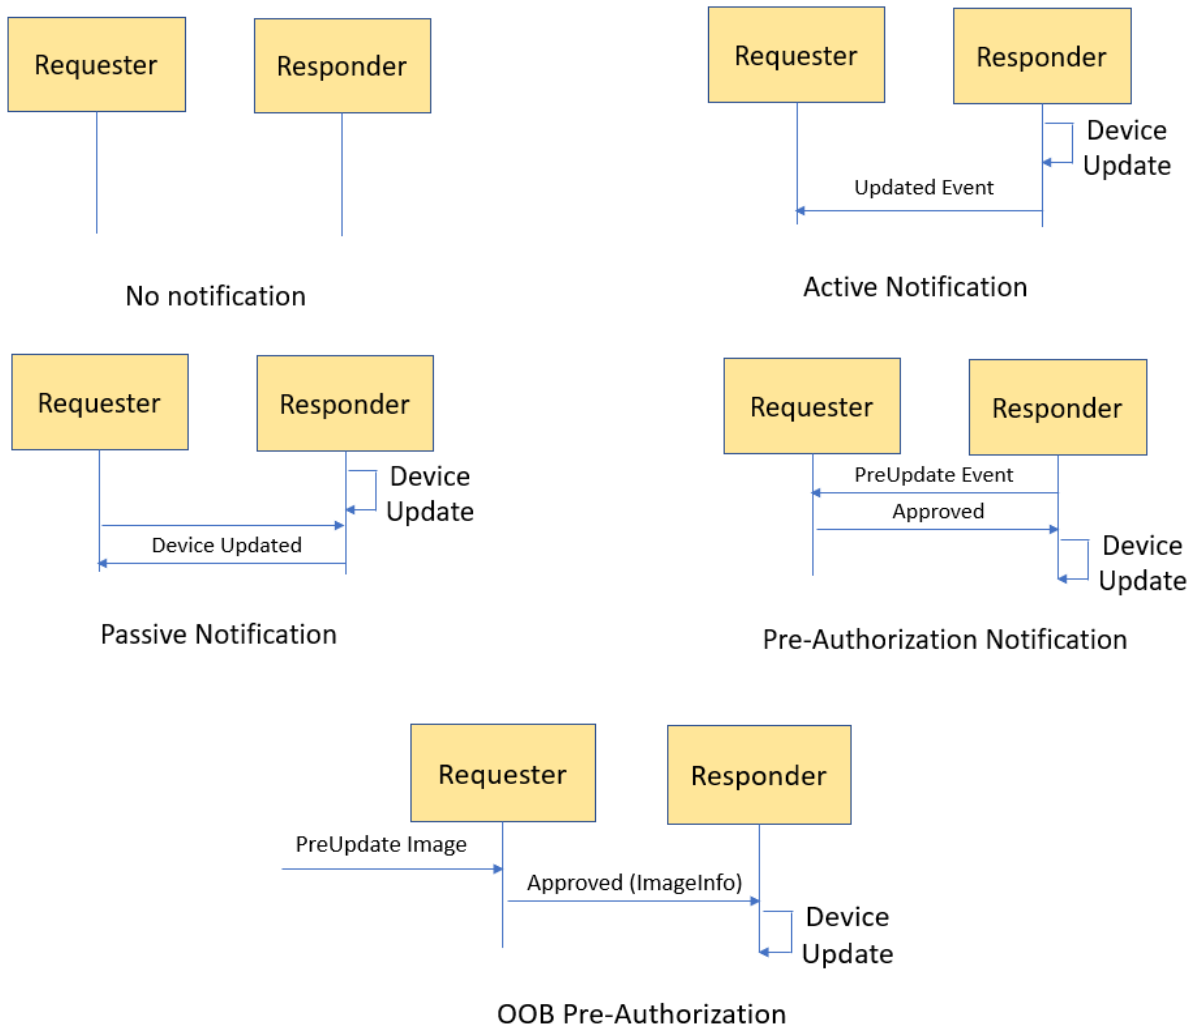 Requester
Responder
No notification
Requester
Responder
Device
Update
Updated Event
Active Notification
Requester
Responder
Device
Update
Device Updated
Passive Notification
Requester
Responder
PreUpdate Event
Approved
Device
Update
Pre-Authorization Notification
Requester
Responder
PreUpdate Image
Approved (ImageInfo)
Device
Update
OOB Pre-Authorization